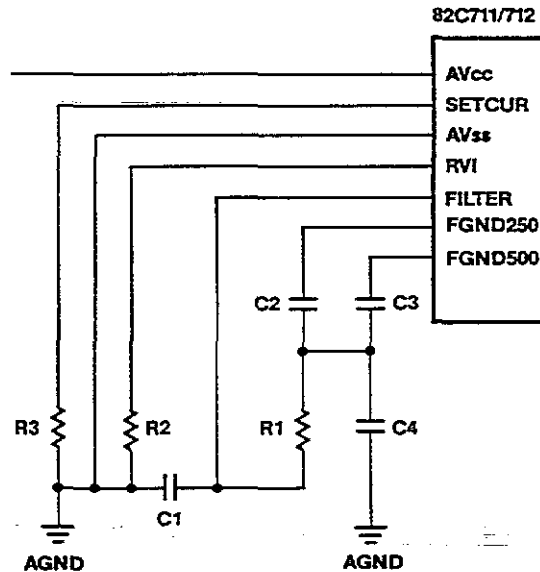 82C711/712
AVcc
SETCUR
AVss
RVI
FILTER
FGND250
FGND500
C2
C3
R3
R2
R1
C4
C1
AGND
AGND